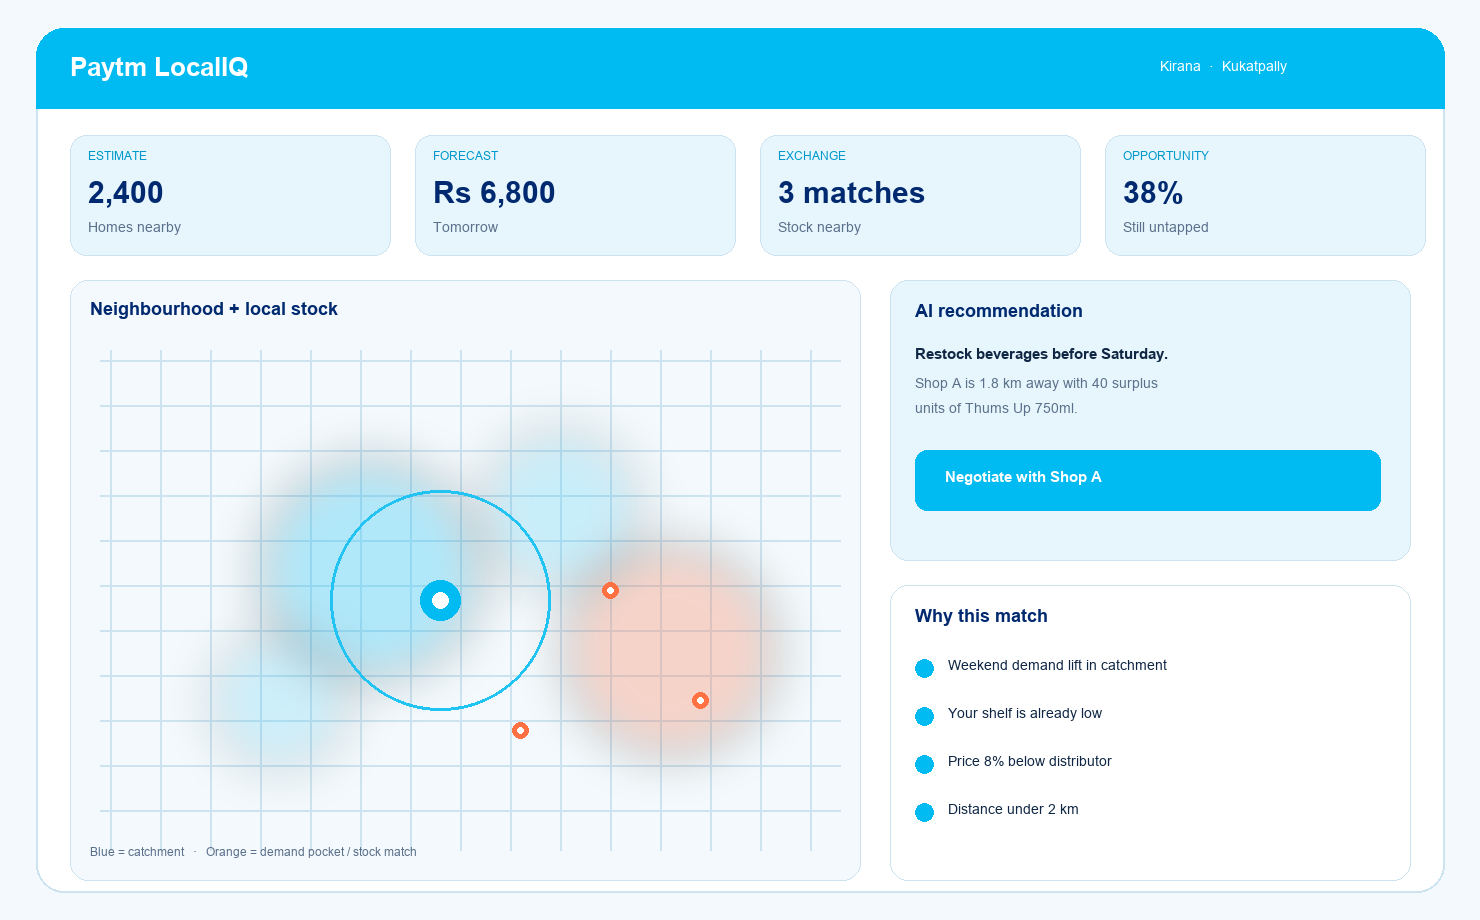 Paytm LocalIQ
Kirana · Kukatpally
ESTIMATE
2,400
Homes nearby
FORECAST
Rs 6,800
Tomorrow
EXCHANGE
3 matches
Stock nearby
OPPORTUNITY
38%
Still untapped
Neighbourhood + local stock
Blue = catchment · Orange = demand pocket / stock match
AI recommendation
Restock beverages before Saturday.
Shop A is 1.8 km away with 40 surplus
units of Thums Up 750ml.
Negotiate with Shop A
Why this match
Weekend demand lift in catchment
Your shelf is already low
Price 8% below distributor
Distance under 2 km